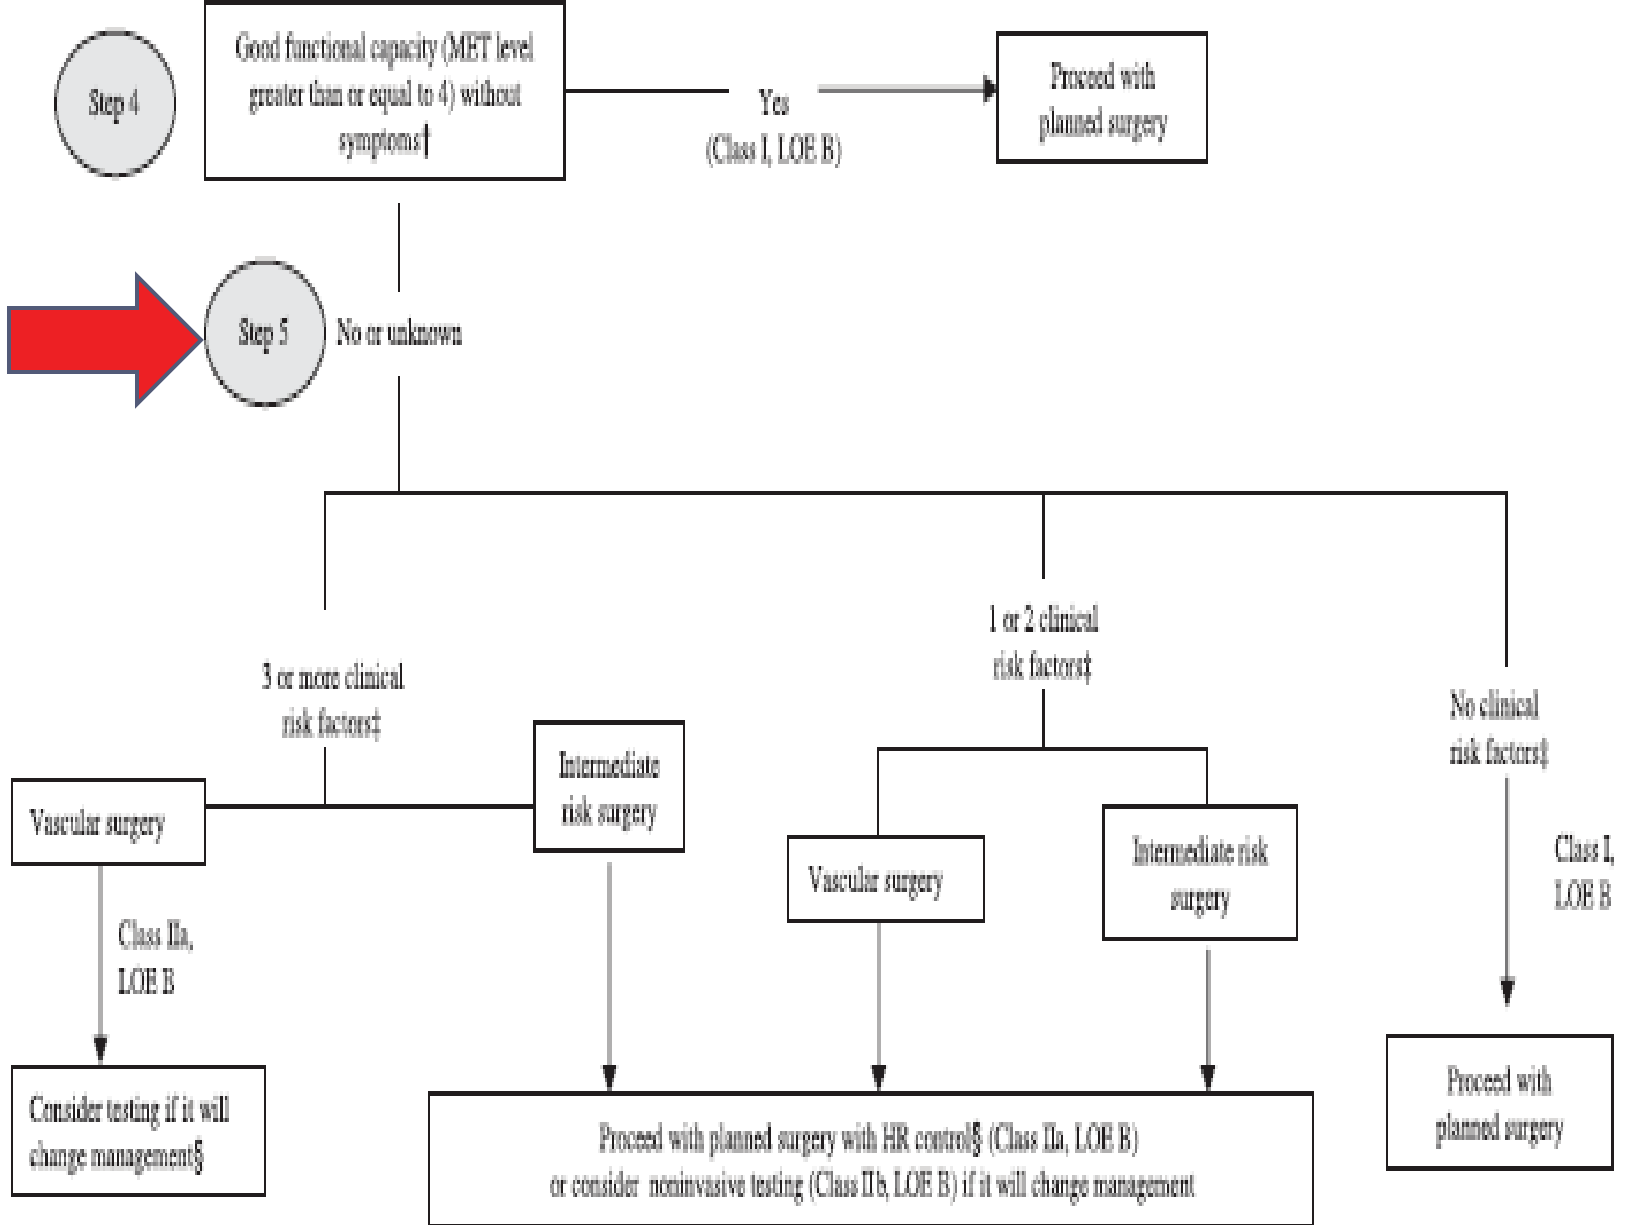 Step 4
Good functional capacity (MET level
greater than or equal to 4) without
symptoms†
Yes
(Class I, LOE B)
Proceed with
planned surgery
Step 5
No or unknown
3 or more clinical
risk factors‡
1 or 2 clinical
risk factors‡
No clinical
risk factors‡
Vascular surgery
Intermediate
risk surgery
Vascular surgery
Intermediate risk
surgery
Class I,
LOE B
Class IIa,
LOE B
Consider testing if it will
change management§
Proceed with planned surgery with HR control§ (Class IIa, LOE B)
or consider noninvasive testing (Class IIb, LOE B) if it will change management
Proceed with
planned surgery